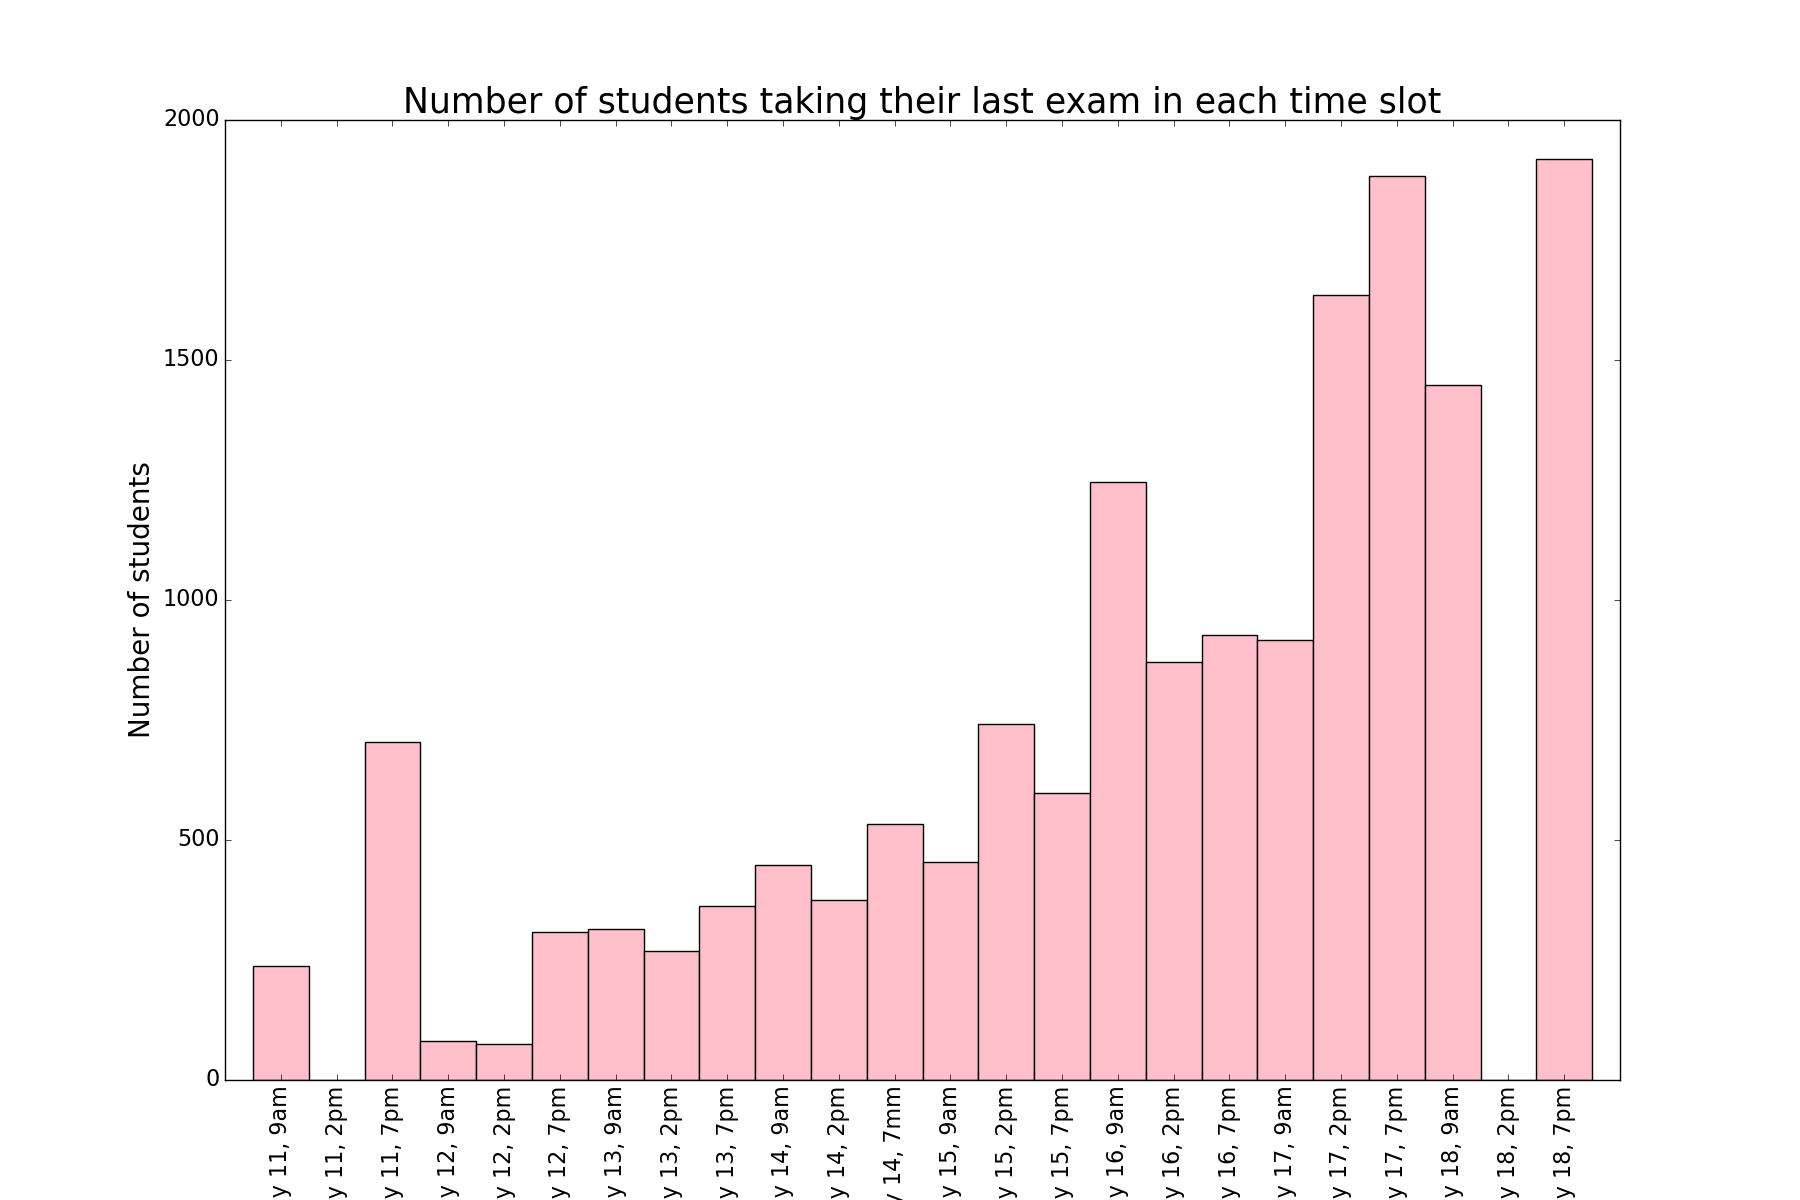 Number of students taking their last exam in each time slot
Number of students
2000
1500
1000
500
0
y 11, 9am
y 11, 2pm
y 11, 7pm
y 12, 9am
y 12, 2pm
y 12, 7pm
y 13, 9am
y 13, 2pm
y 13, 7pm
y 14, 9am
y 14, 2pm
y 14, 7mm
y 15, 9am
y 15, 2pm
y 15, 7pm
y 16, 9am
y 16, 2pm
y 16, 7pm
y 17, 9am
y 17, 2pm
y 17, 7pm
y 18, 9am
y 18, 2pm
y 18, 7pm